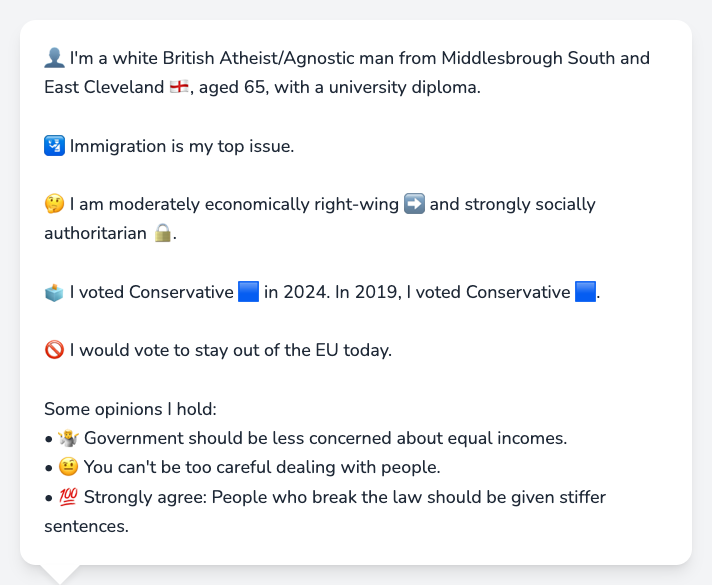 👤 I'm a white British Atheist/Agnostic man from Middlesbrough South and
East Cleveland 🏴󠁧󠁢󠁥󠁮󠁧󠁿, aged 65, with a university diploma.
🛂 Immigration is my top issue.
🤔 I am moderately economically right-wing ➡️ and strongly socially
authoritarian 🔒.
🗳️ I voted Conservative 🟦 in 2024. In 2019, I voted Conservative 🟦.
🚫 I would vote to stay out of the EU today.
Some opinions I hold:
• 🤷 Government should be less concerned about equal incomes.
• 🤨 You can't be too careful dealing with people.
• 💯 Strongly agree: People who break the law should be given stiffer
sentences.